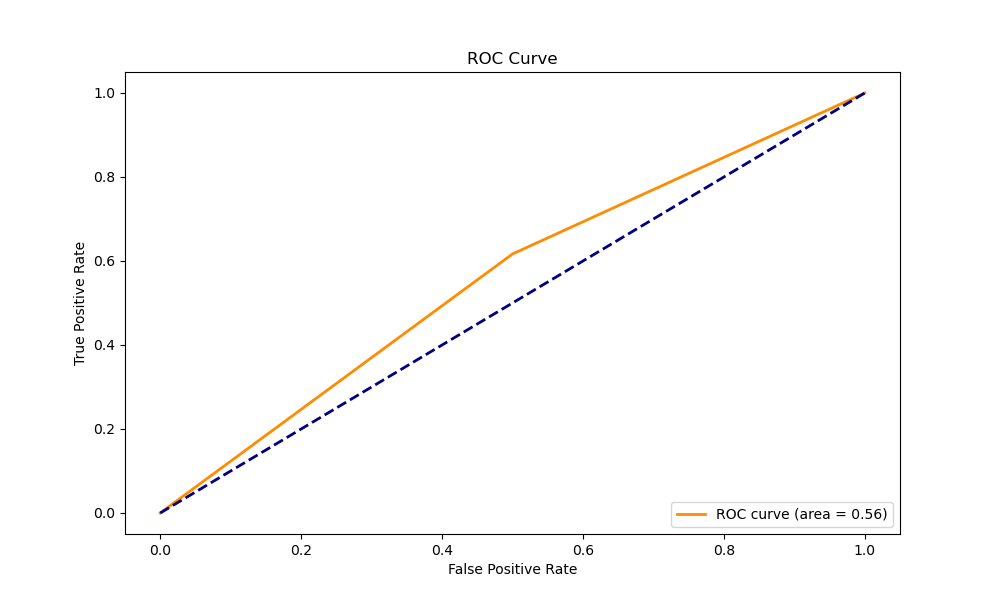 ROC Curve
True Positive Rate
1.0
0.8
0.6
0.4
0.2
0.0
ROC curve (area = 0.56)
0.0 0.2 0.4 0.6 0.8 1.0
False Positive Rate